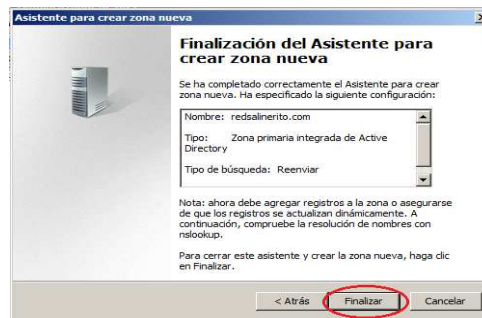 Asistente para crear zona nueva
Finalización del Asistente para
crear zona nueva
Se ha completado correctamente el Asistente para crear
zona nueva. Ha especificado la siguiente configuración:
Nombre: redsalinerito.com
Tipo: Zona primaria integrada de Active
Directory
Tipo de búsqueda: Reenviar
Nota: ahora debe agregar registros a la zona o asegurarse
de que los registros se actualizan dinámicamente. A
continuación, compruebe la resolución de nombres con
nslookup.
Para cerrar este asistente y crear la zona nueva, haga clic
en Finalizar.
< Atrás Finalizar Cancelar